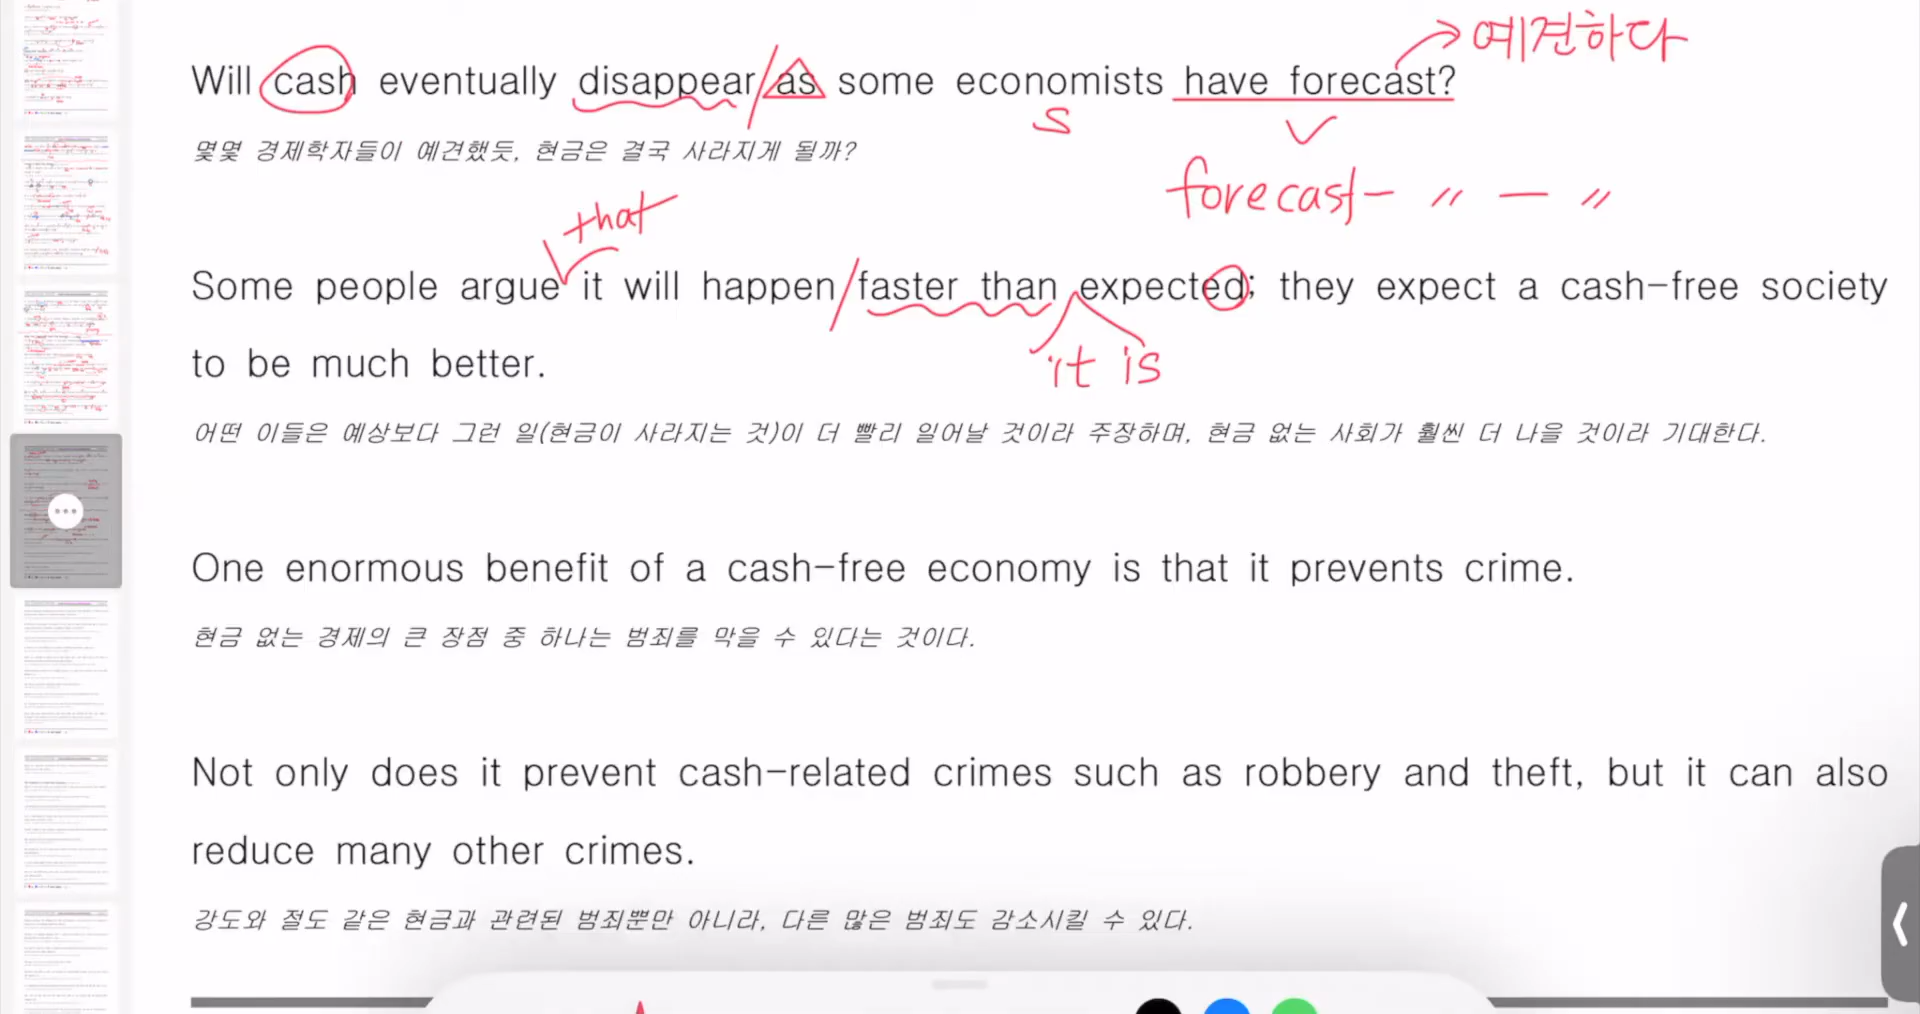 예견하다
Will cash eventually disappear/as some economists have forecast?
S V
몇몇 경제학자들이 예견했듯, 현금은 결국 사라지게 될까?
forecast - 〃 - 〃
that
Some people argue it will happen/faster than expected; they expect a cash-free society
it is
to be much better.
어떤 이들은 예상보다 그런 일(현금이 사라지는 것)이 더 빨리 일어날 것이라 주장하며, 현금 없는 사회가 훨씬 더 나을 것이라 기대한다.
One enormous benefit of a cash-free economy is that it prevents crime.
현금 없는 경제의 큰 장점 중 하나는 범죄를 막을 수 있다는 것이다.
Not only does it prevent cash-related crimes such as robbery and theft, but it can also
reduce many other crimes.
강도와 절도 같은 현금과 관련된 범죄뿐만 아니라, 다른 많은 범죄도 감소시킬 수 있다.